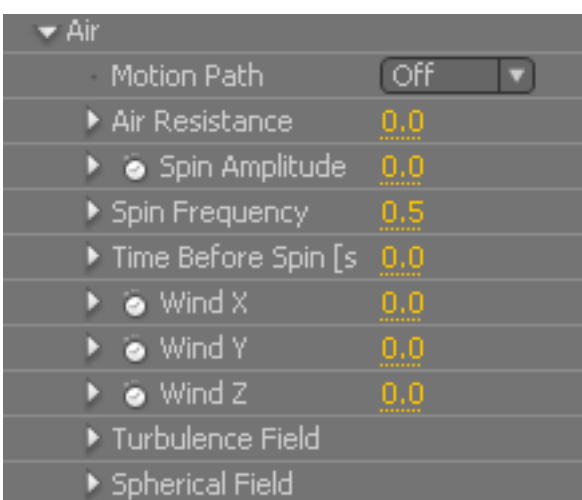 Air
Motion Path Off
Air Resistance 0.0
Spin Amplitude 0.0
Spin Frequency 0.5
Time Before Spin [s 0.0
Wind X 0.0
Wind Y 0.0
Wind Z 0.0
Turbulence Field
Spherical Field